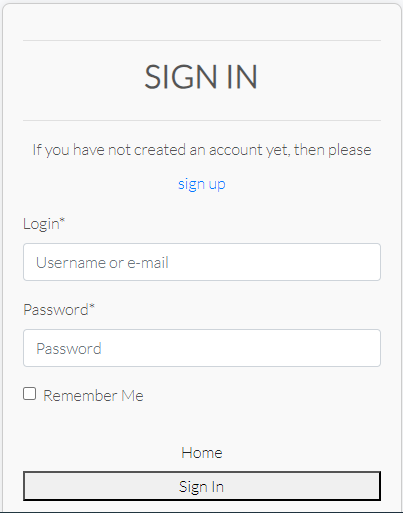 SIGN IN
If you have not created an account yet, then please
sign up
Login*
Username or e-mail
Password*
Password
Remember Me
Home
Sign In